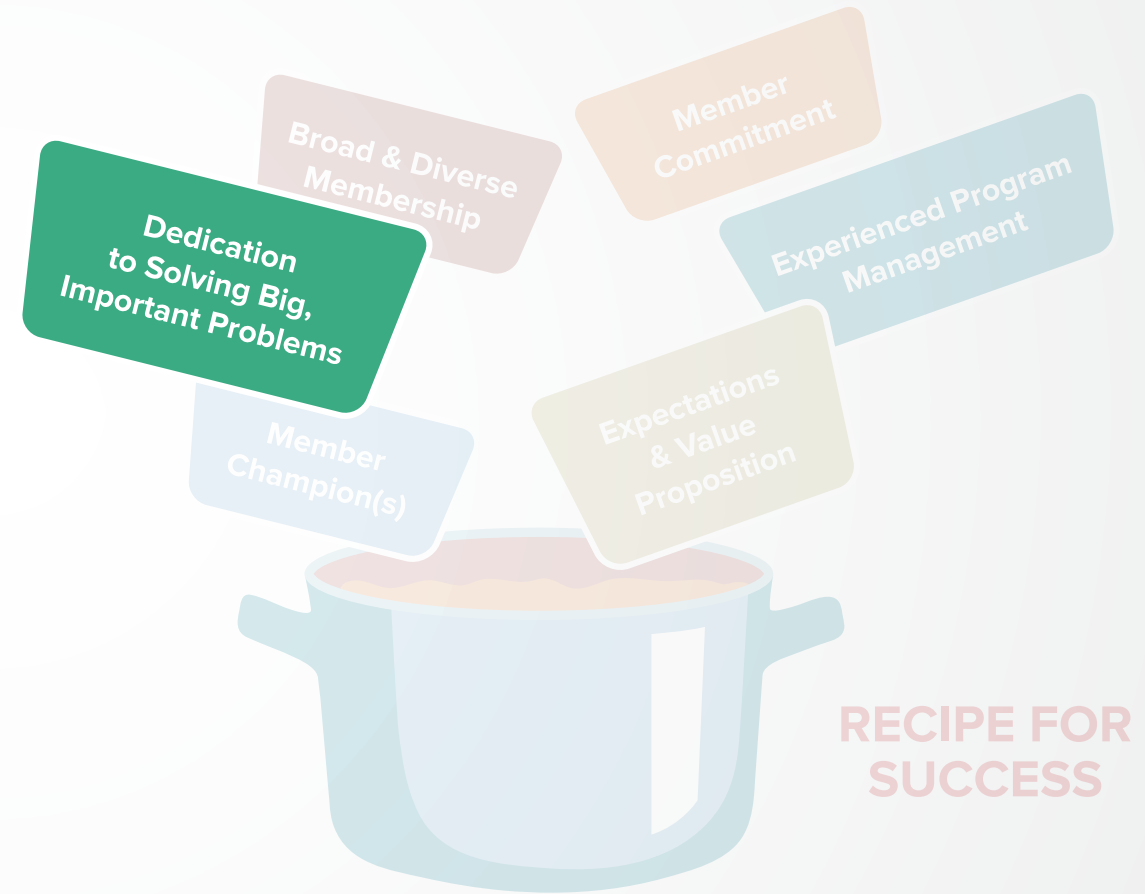 Broad & Diverse
Membership
Member
Commitment
Dedication
to Solving Big,
Important Problems
Experienced Program
Management
Member
Champion(s)
Expectations
& Value
Proposition
RECIPE FOR
SUCCESS